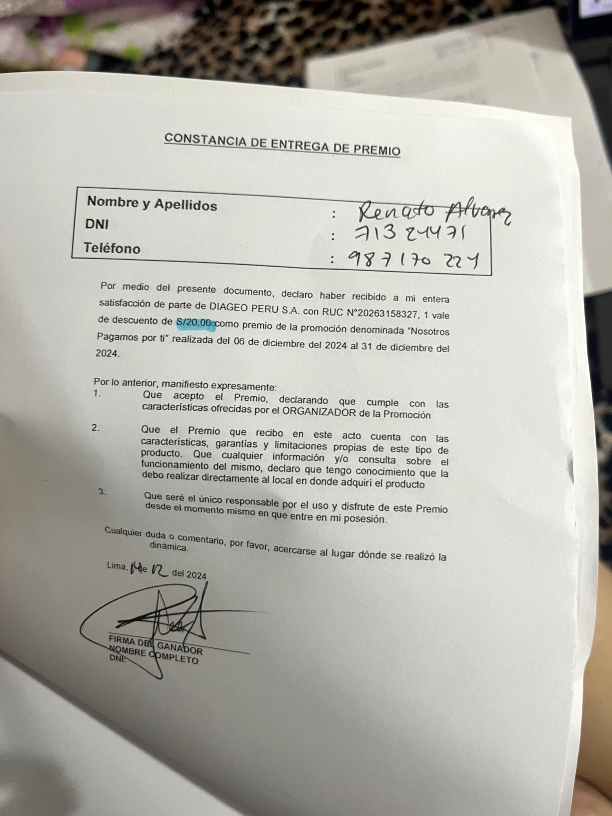 CONSTANCIA DE ENTREGA DE PREMIO
Nombre y Apellidos : Renato Alvarez
DNI : 71324471
Teléfono : 987170224
Por medio del presente documento, declaro haber recibido a mi entera
satisfacción de parte de DIAGEO PERU S.A. con RUC N°20263158327, 1 vale
de descuento de S/20.00 como premio de la promoción denominada "Nosotros
Pagamos por ti" realizada del 06 de diciembre del 2024 al 31 de diciembre del
2024.
Por lo anterior, manifiesto expresamente:
1. Que acepto el Premio, declarando que cumple con las
características ofrecidas por el ORGANIZADOR de la Promoción
2. Que el Premio que recibo en este acto cuenta con las
características, garantías y limitaciones propias de este tipo de
producto. Que cualquier información y/o consulta sobre el
funcionamiento del mismo, declaro que tengo conocimiento que la
debo realizar directamente al local en donde adquirí el producto
3. Que seré el único responsable por el uso y disfrute de este Premio
desde el momento mismo en que entre en mi posesión.
Cualquier duda o comentario, por favor, acercarse al lugar dónde se realizó la
dinámica.
Lima, 14 de 12 del 2024
FIRMA DEL GANADOR
NOMBRE COMPLETO
DNI: